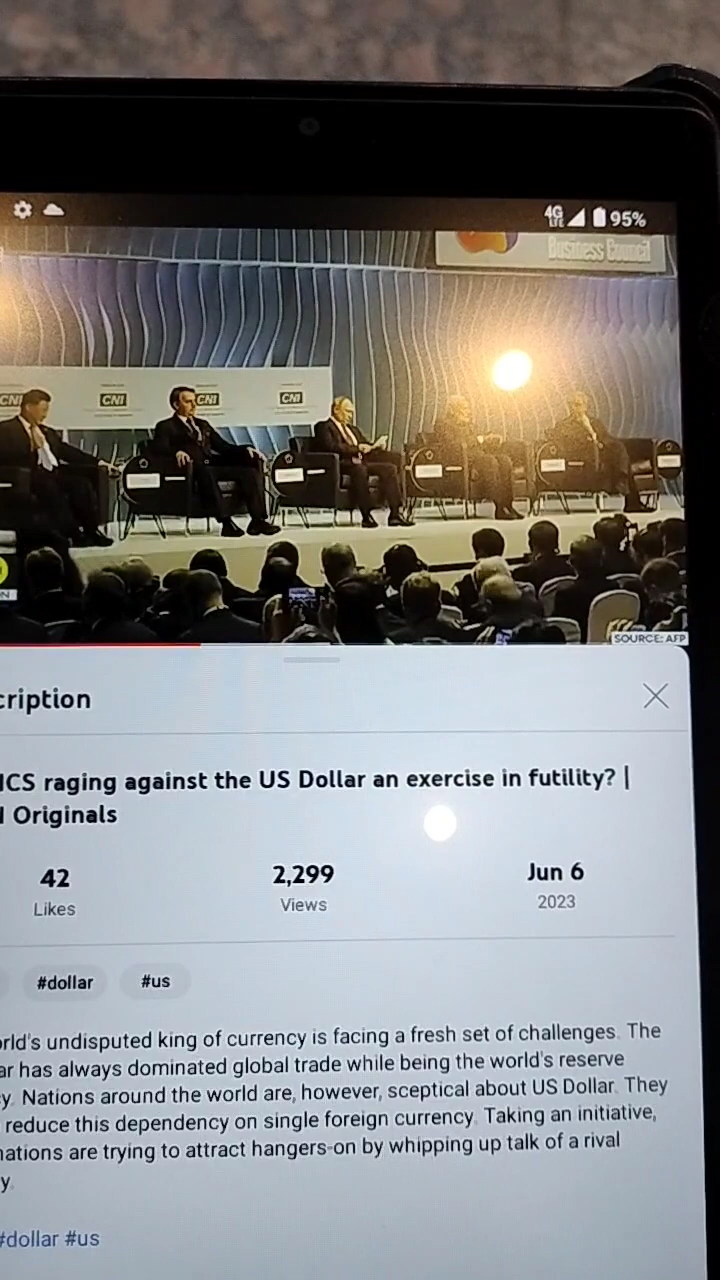 4G
LTE
95%
Business Council
CNI
CNI
CNI
CNI
SOURCE: AFP
cription
ICS raging against the US Dollar an exercise in futility? |
l Originals
42
2,299
Jun 6
Likes
Views
2023
#dollar
#us
orld's undisputed king of currency is facing a fresh set of challenges. The
ar has always dominated global trade while being the world's reserve
y. Nations around the world are, however, sceptical about US Dollar. They
reduce this dependency on single foreign currency. Taking an initiative,
nations are trying to attract hangers-on by whipping up talk of a rival
y.
#dollar #us